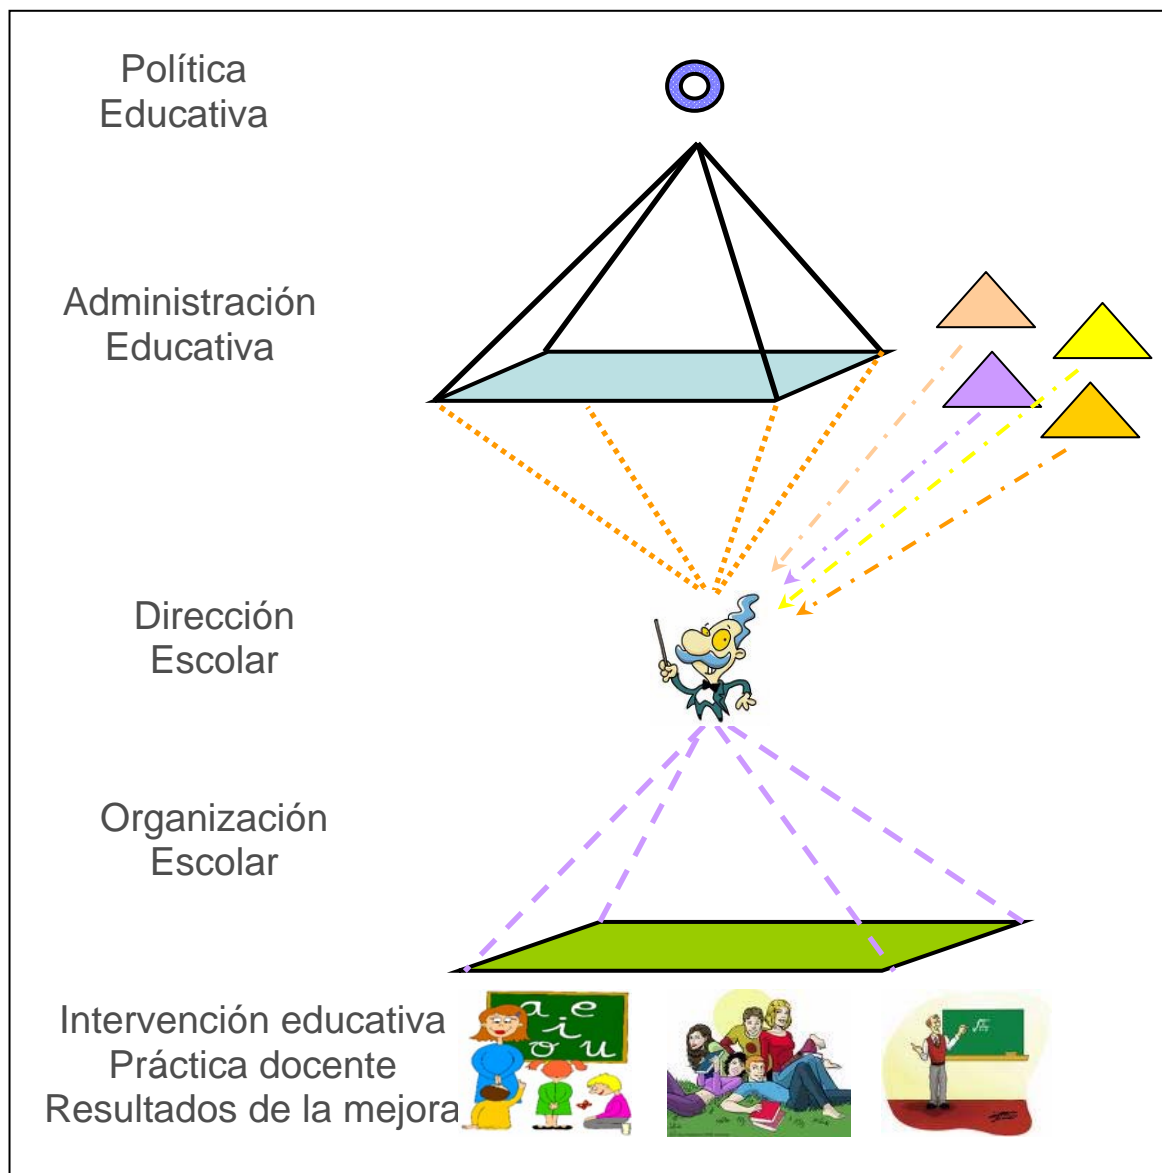 Política
Educativa
Administración
Educativa
Dirección
Escolar
Organización
Escolar
Intervención educativa
Práctica docente
Resultados de la mejora
a e
i
o u